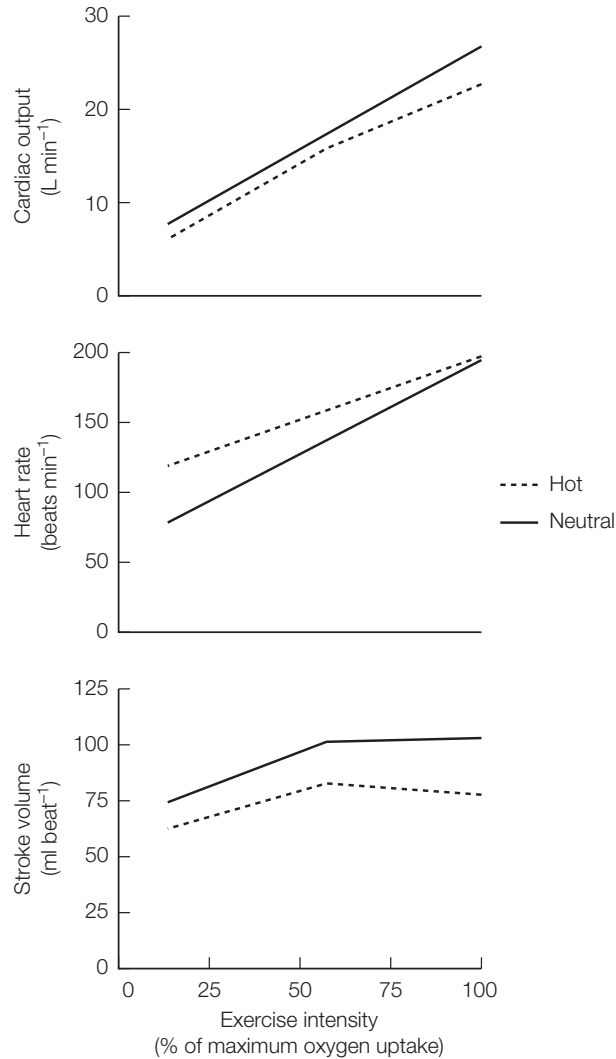 30
20
10
0
Cardiac output
(L min⁻¹)
200
150
100
50
0
Heart rate
(beats min⁻¹)
Hot
Neutral
125
100
75
50
25
0
Stroke volume
(ml beat⁻¹)
0 25 50 75 100
Exercise intensity
(% of maximum oxygen uptake)